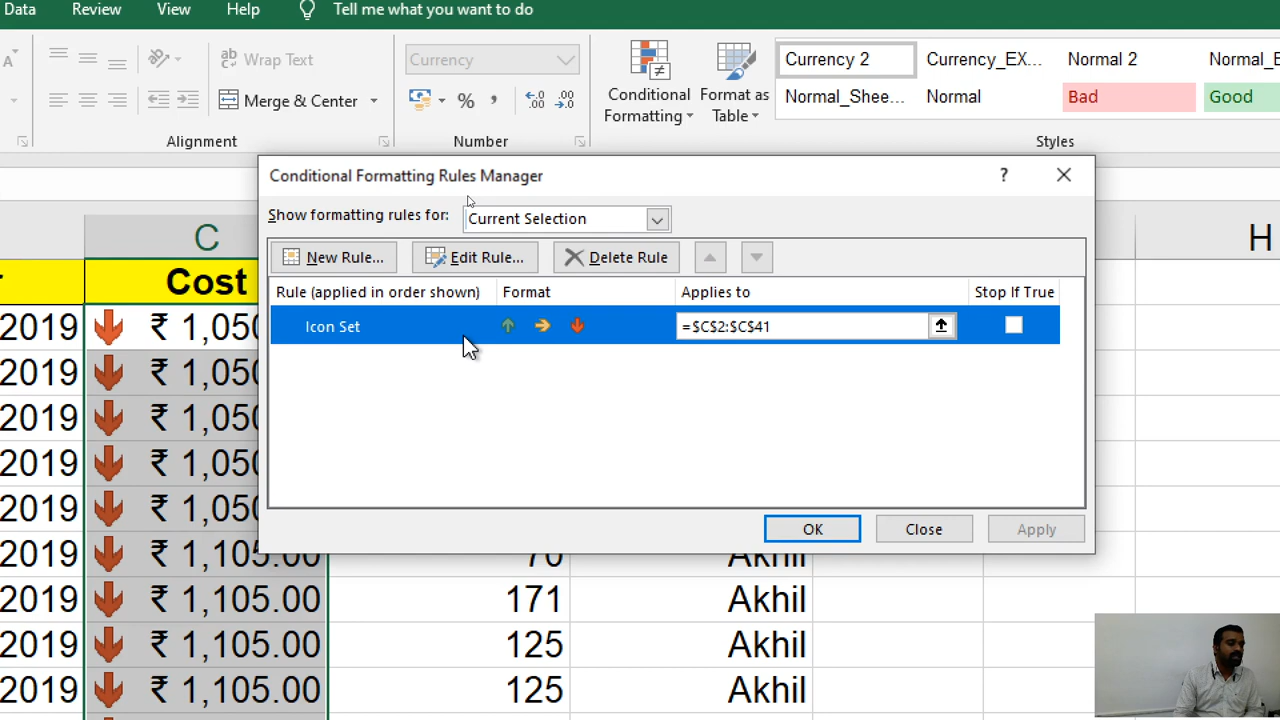 Data Review View Help Tell me what you want to do
Wrap Text Currency Currency 2 Currency_EX... Normal 2 Normal_E
Merge & Center % , Conditional Formatting Format as Table Normal_Shee... Normal Bad Good
Alignment Number Styles
Conditional Formatting Rules Manager ?
Show formatting rules for: Current Selection
C H
New Rule... Edit Rule... Delete Rule
Cost
Rule (applied in order shown) Format Applies to Stop If True
2019 ₹ 1,050 Icon Set =$C$2:$C$41
2019 ₹ 1,050
2019 ₹ 1,050
2019 ₹ 1,050
2019 ₹ 1,050
OK Close Apply
2019 ₹ 1,105.00 70 Akhil
2019 ₹ 1,105.00 171 Akhil
2019 ₹ 1,105.00 125 Akhil
2019 ₹ 1,105.00 125 Akhil